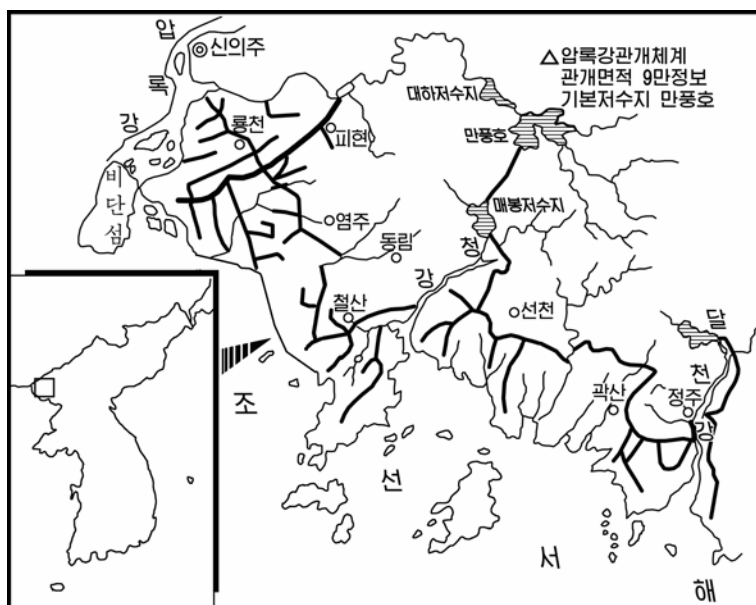 압록강
신의주
△ 압록강관개체계
관개면적 9만정보
기본저수지 만풍호
대하저수지
만풍호
룡천
피현
비단섬
매봉저수지
염주
동림
청강
철산
선천
달천강
곽산
정주
조선서해